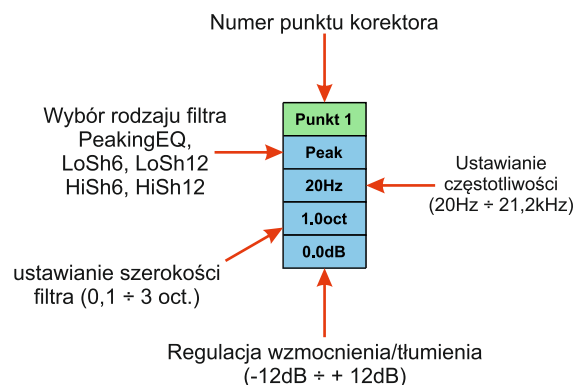 Numer punktu korektora
Wybór rodzaju filtra
PeakingEQ,
LoSh6, LoSh12
HiSh6, HiSh12
Punkt 1
Peak
20Hz
1.0oct
0.0dB
Ustawianie
częstotliwości
(20Hz ÷ 21,2kHz)
ustawianie szerokości
filtra (0,1 ÷ 3 oct.)
Regulacja wzmocnienia/tłumienia
(-12dB ÷ + 12dB)